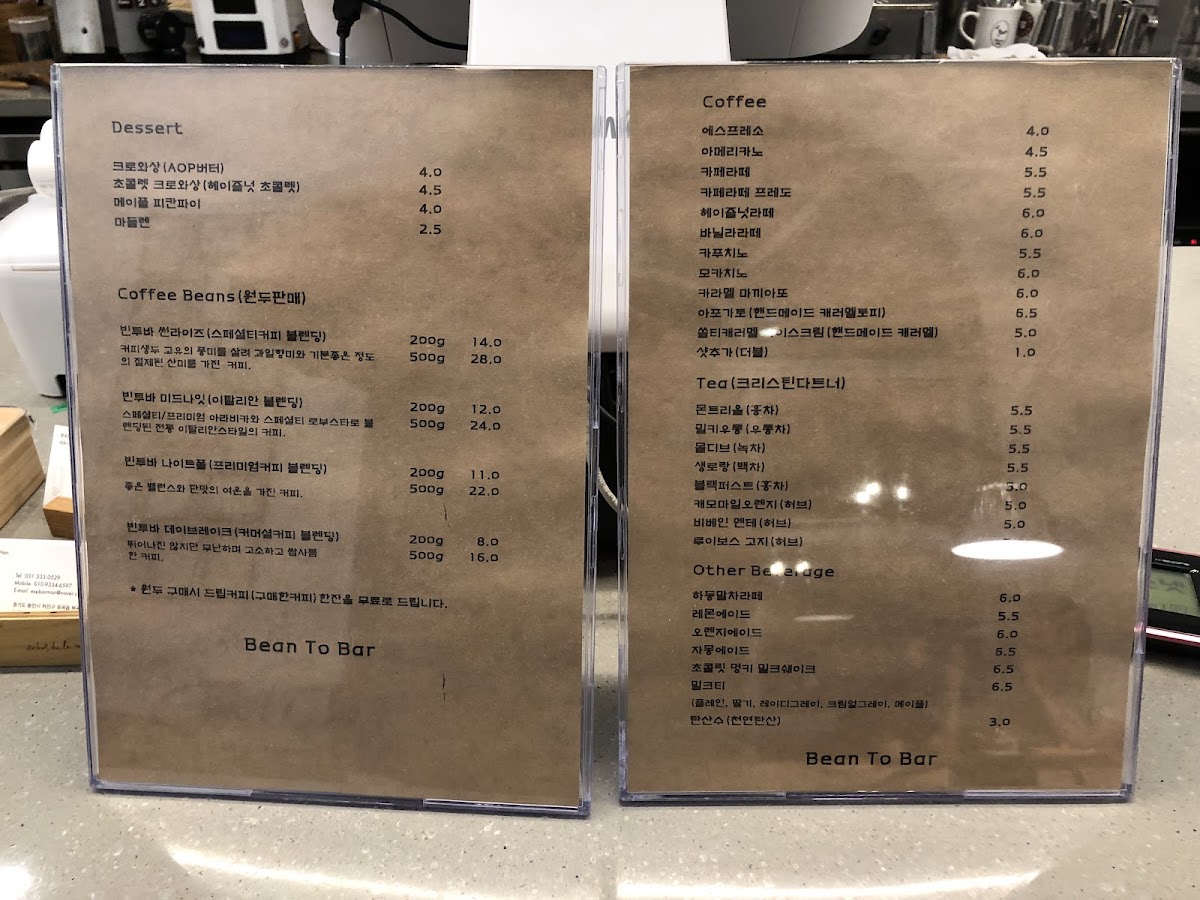 Dessert
크로와상(AOP버터) 4.0
초콜렛 크로와상(헤이즐넛 초콜렛) 4.5
메이플 피칸파이 4.0
마들렌 2.5
Coffee Beans(원두판매)
빈투바 썬라이즈(스페셜티커피 블렌딩) 200g 14.0
커피생두 고유의 풍미를 살려 과일향미와 기분좋은 정도 500g 28.0
의 절제된 산미를 가진 커피.
빈투바 미드나잇(이탈리안 블렌딩) 200g 12.0
스페셜티/프리미엄 아라비카와 스페셜티 로부스타로 블 500g 24.0
렌딩된 전통 이탈리안스타일의 커피.
빈투바 나이트폴(프리미엄커피 블렌딩) 200g 11.0
좋은 밸런스와 단맛의 여운을 가진 커피. 500g 22.0
빈투바 데이브레이크(커머셜커피 블렌딩) 200g 8.0
뛰어나진 않지만 무난하며 고소하고 쌉사름 500g 16.0
한 커피.
* 원두 구매시 드립커피(구매한커피) 한잔을 무료로 드립니다.
Bean To Bar
Coffee
에스프레소 4.0
아메리카노 4.5
카페라떼 5.5
카페라떼 프레도 5.5
헤이즐넛라떼 6.0
바닐라라떼 6.0
카푸치노 5.5
모카치노 6.0
카라멜 마끼아또 6.0
아포가토(핸드메이드 캐러멜토피) 6.5
쏠티캐러멜 아이스크림(핸드메이드 캐러멜) 5.0
샷추가(더블) 1.0
Tea(크리스틴다트너)
몬트리올(홍차) 5.5
밀키우롱(우롱차) 5.5
몰디브(녹차) 5.5
생로랑(백차) 5.5
블랙퍼스트(홍차) 5.0
캐모마일오렌지(허브) 5.0
비베인 멘테(허브) 5.0
루이보스 고지(허브)
Other Beverage
하동말차라떼 6.0
레몬에이드 5.5
오렌지에이드 6.0
자몽에이드 5.5
초콜릿 멍키 밀크쉐이크 6.5
밀크티 6.5
(플레인, 딸기, 레이디그레이, 크림얼그레이, 메이플)
탄산수(천연탄산) 3.0
Bean To Bar
Tel 031.333.0529
Mobile. 010-9334-6597